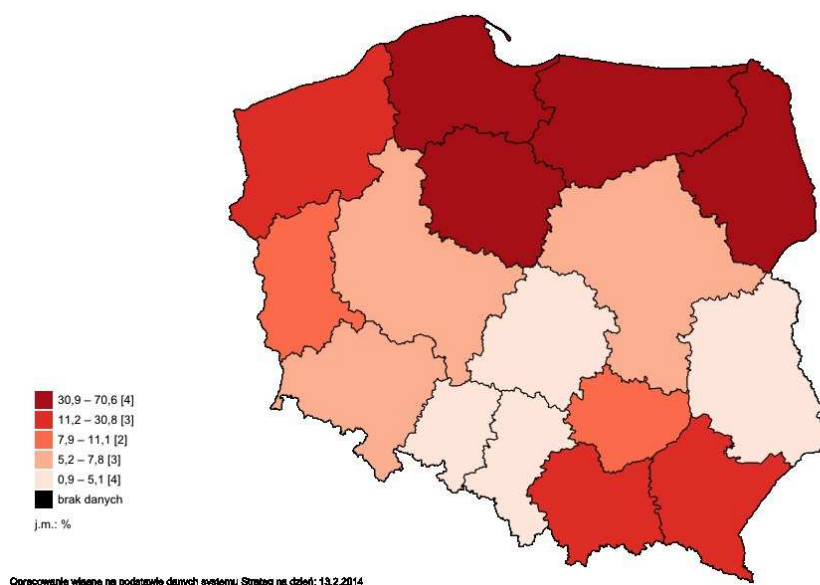 30,9 – 70,6 [4]
11,2 – 30,8 [3]
7,9 – 11,1 [2]
5,2 – 7,8 [3]
0,9 – 5,1 [4]
brak danych
j.m.: %
Opracowanie własne na podstawie danych systemu Strateg na dzień: 13.2.2014